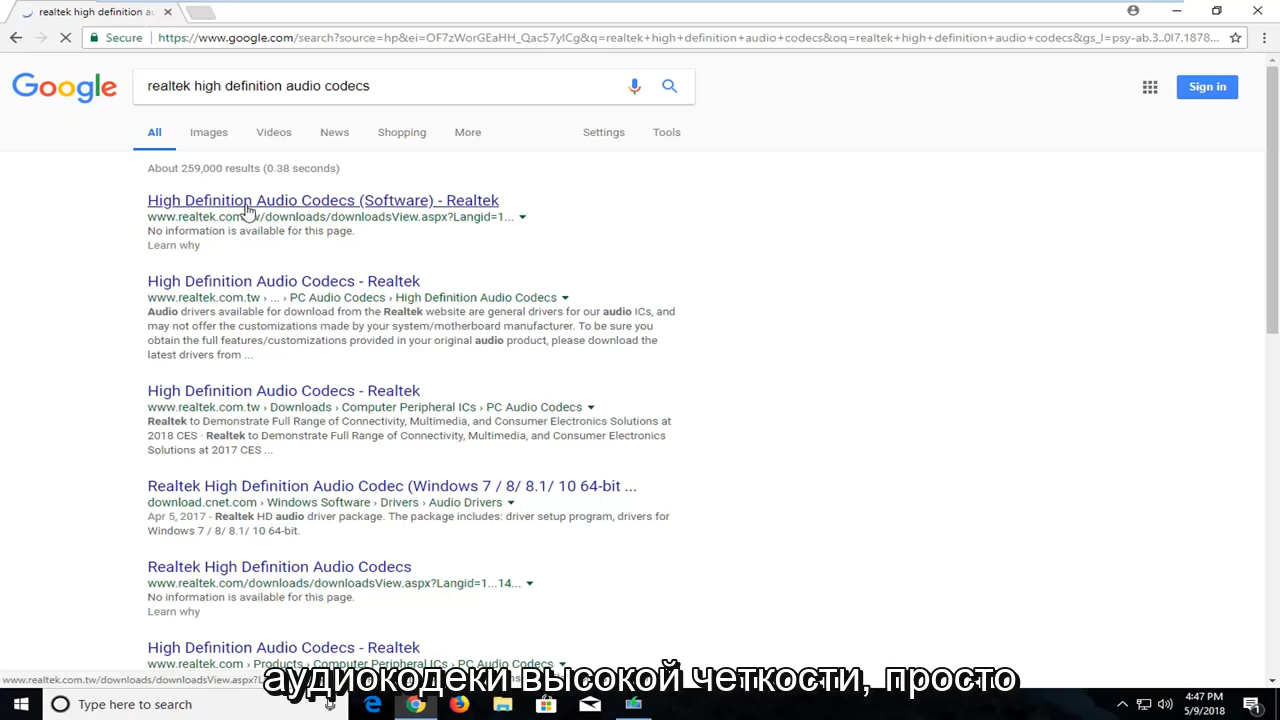 realtek high definition au
Secure https://www.google.com/search?source=hp&ei=OF7zWorGEaHH_Qac57yICg&q=realtek+high+definition+audio+codecs&oq=realtek+high+definition+audio+codecs&gs_l=psy-ab.3..0l7.1878...
Google realtek high definition audio codecs Sign in
All Images Videos News Shopping More Settings Tools
About 259,000 results (0.38 seconds)
High Definition Audio Codecs (Software) - Realtek
www.realtek.com.tw/downloads/downloadsView.aspx?Langid=1...
No information is available for this page.
Learn why
High Definition Audio Codecs - Realtek
www.realtek.com.tw › ... › PC Audio Codecs › High Definition Audio Codecs
Audio drivers available for download from the Realtek website are general drivers for our audio ICs, and
may not offer the customizations made by your system/motherboard manufacturer. To be sure you
obtain the full features/customizations provided in your original audio product, please download the
latest drivers from ...
High Definition Audio Codecs - Realtek
www.realtek.com.tw › Downloads › Computer Peripheral ICs › PC Audio Codecs
Realtek to Demonstrate Full Range of Connectivity, Multimedia, and Consumer Electronics Solutions at
2018 CES · Realtek to Demonstrate Full Range of Connectivity, Multimedia, and Consumer Electronics
Solutions at 2017 CES ...
Realtek High Definition Audio Codec (Windows 7 / 8/ 8.1/ 10 64-bit ...
download.cnet.com › Windows Software › Drivers › Audio Drivers
Apr 5, 2017 - Realtek HD audio driver package. The package includes: driver setup program, drivers for
Windows 7 / 8/ 8.1/ 10 64-bit.
Realtek High Definition Audio Codecs
www.realtek.com/downloads/downloadsView.aspx?Langid=1...14...
No information is available for this page.
Learn why
High Definition Audio Codecs - Realtek
www.realtek.com › Products › Computer Peripheral ICs › PC Audio Codecs
аудиокодеки высокой четкости, просто
www.realtek.com.tw/downloads/downloadsView.aspx?La
Type here to search
4:47 PM
5/9/2018
1